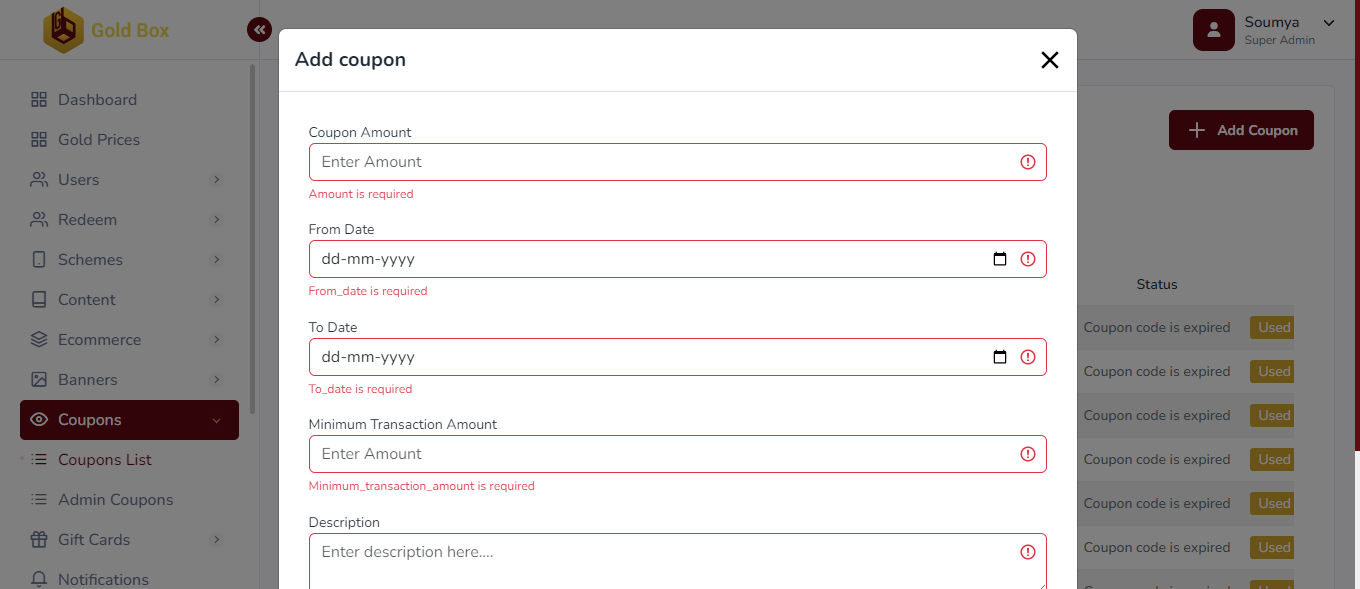 Gold Box
Soumya
Super Admin
Add coupon
Dashboard
Gold Prices
Users
Redeem
Schemes
Content
Ecommerce
Banners
Coupons
Coupons List
Admin Coupons
Gift Cards
Notifications
Coupon Amount
Enter Amount
Amount is required
From Date
dd-mm-yyyy
From_date is required
To Date
dd-mm-yyyy
To_date is required
Minimum Transaction Amount
Enter Amount
Minimum_transaction_amount is required
Description
Enter description here....
Add Coupon
Status
Coupon code is expired Used
Coupon code is expired Used
Coupon code is expired Used
Coupon code is expired Used
Coupon code is expired Used
Coupon code is expired Used